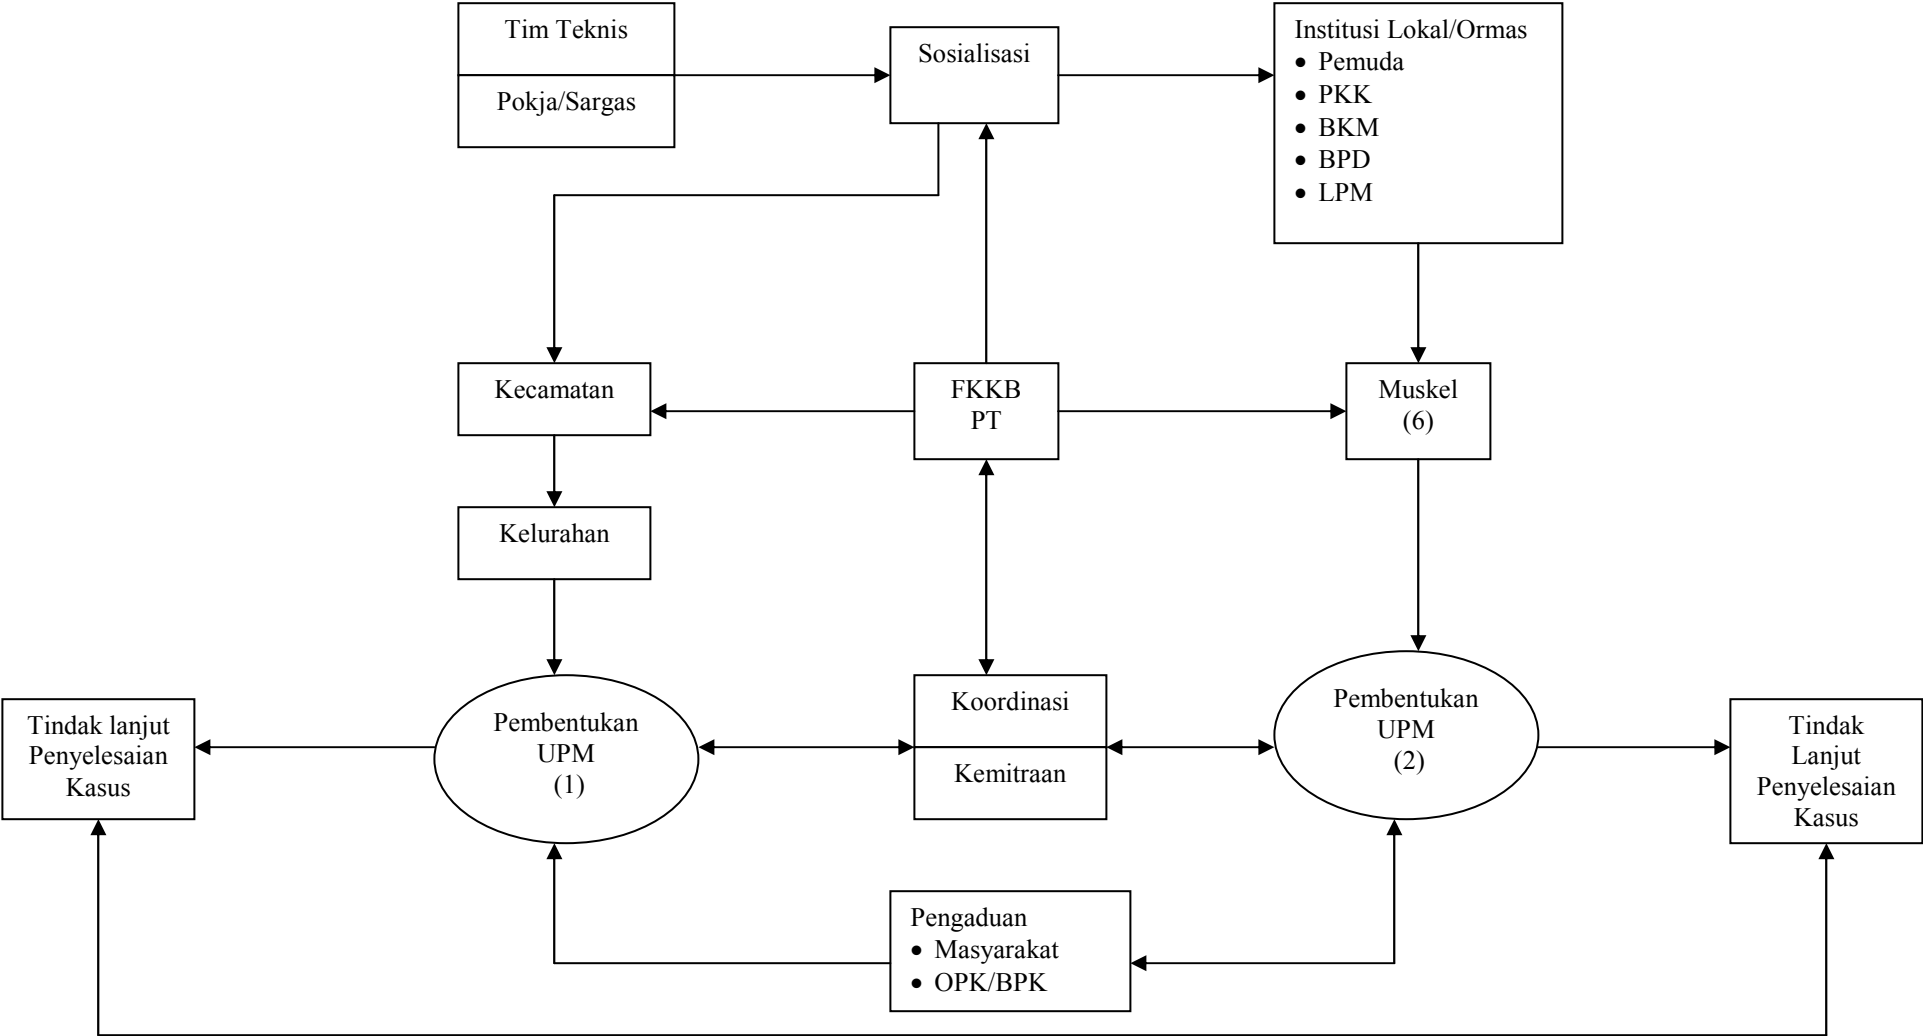 Tim Teknis
Pokja/Sargas
Sosialisasi
Institusi Lokal/Ormas
• Pemuda
• PKK
• BKM
• BPD
• LPM
Kecamatan
FKKB
PT
Muskel
(6)
Kelurahan
Tindak lanjut
Penyelesaian
Kasus
Pembentukan
UPM
(1)
Koordinasi
Kemitraan
Pembentukan
UPM
(2)
Tindak
Lanjut
Penyelesaian
Kasus
Pengaduan
• Masyarakat
• OPK/BPK